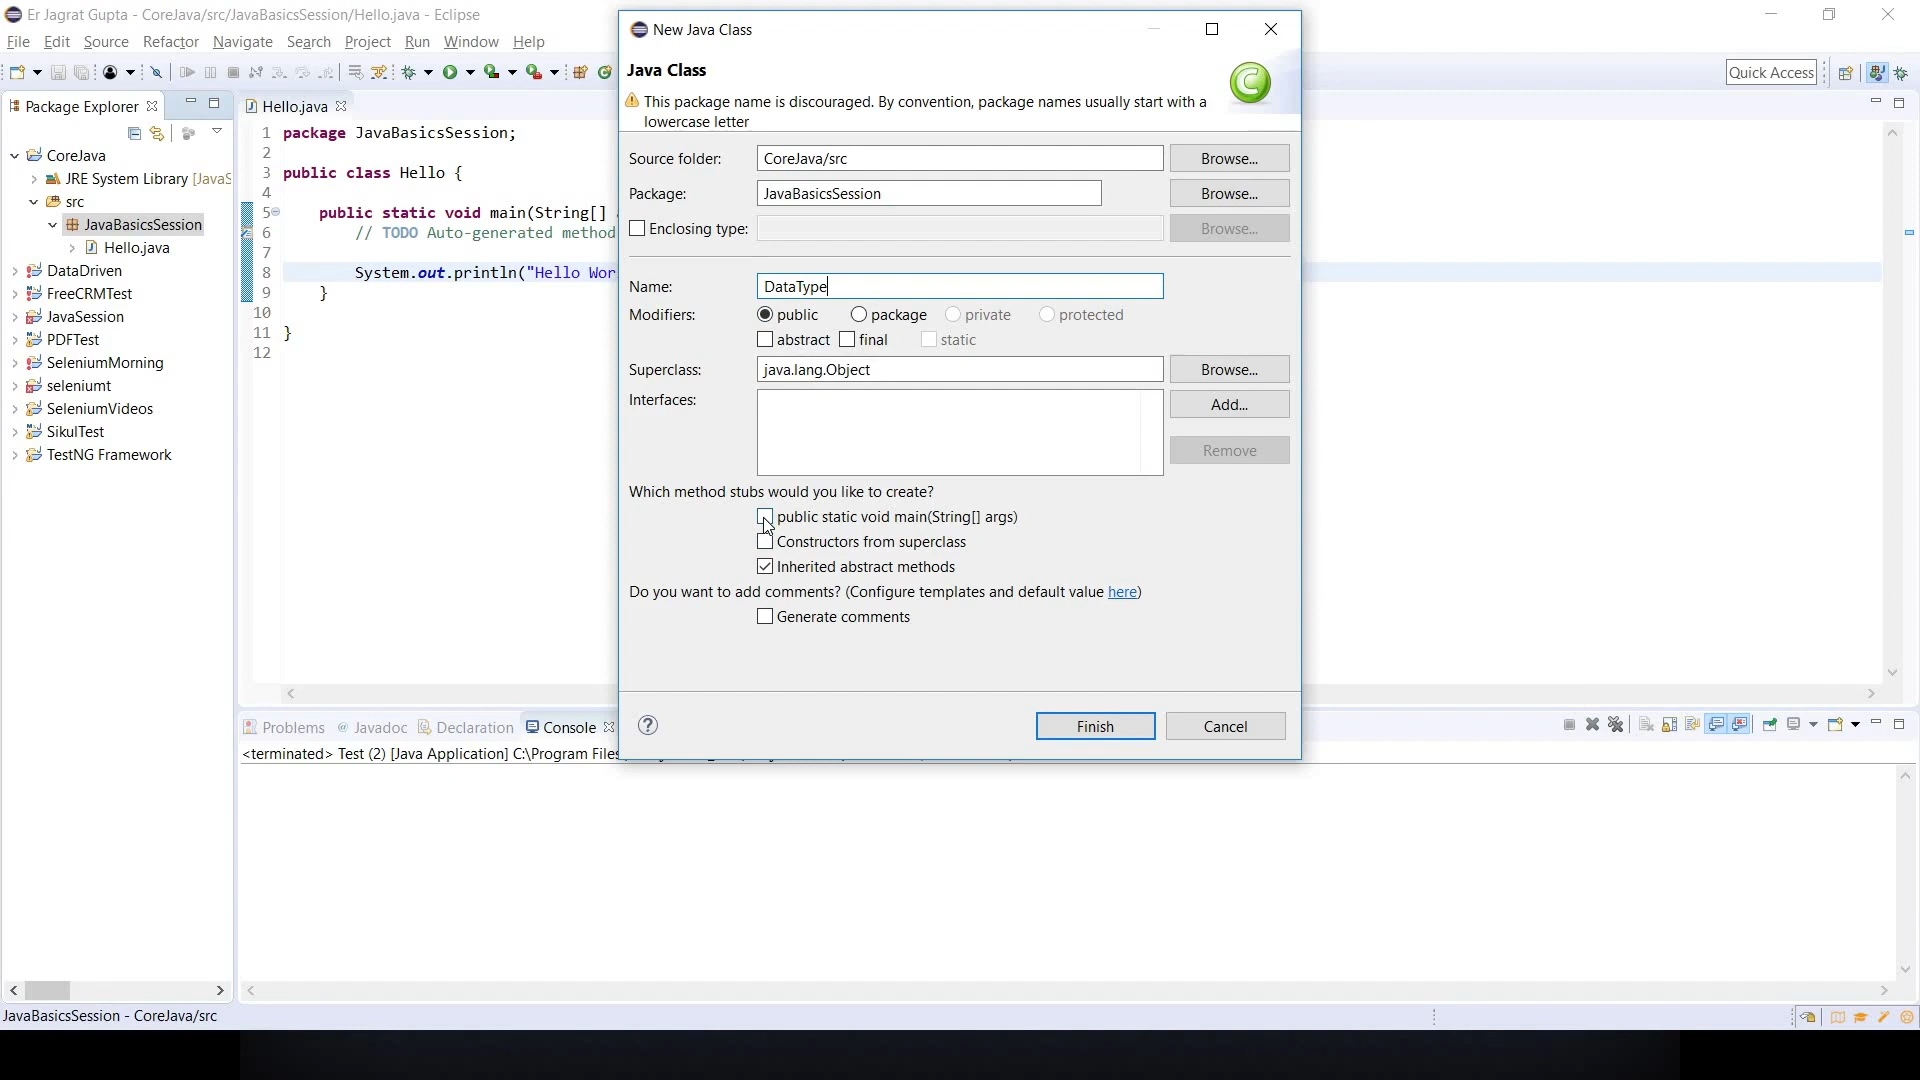 Er Jagrat Gupta - CoreJava/src/JavaBasicsSession/Hello.java - Eclipse
File Edit Source Refactor Navigate Search Project Run Window Help
Quick Access
Package Explorer
CoreJava
JRE System Library [JavaS
src
JavaBasicsSession
Hello.java
DataDriven
FreeCRMTest
JavaSession
PDFTest
SeleniumMorning
seleniumt
SeleniumVideos
SikulTest
TestNG Framework
Hello.java
1 package JavaBasicsSession;
2
3 public class Hello {
4
5 public static void main(String[]
6 // TODO Auto-generated method
7
8 System.out.println("Hello Wor
9 }
10
11 }
12
New Java Class
Java Class
This package name is discouraged. By convention, package names usually start with a
lowercase letter
Source folder: CoreJava/src Browse...
Package: JavaBasicsSession Browse...
Enclosing type: Browse...
Name: DataType
Modifiers: public package private protected
abstract final static
Superclass: java.lang.Object Browse...
Interfaces: Add...
Remove
Which method stubs would you like to create?
public static void main(String[] args)
Constructors from superclass
Inherited abstract methods
Do you want to add comments? (Configure templates and default value here)
Generate comments
Finish Cancel
Problems Javadoc Declaration Console
<terminated> Test (2) [Java Application] C:\Program Files
JavaBasicsSession - CoreJava/src